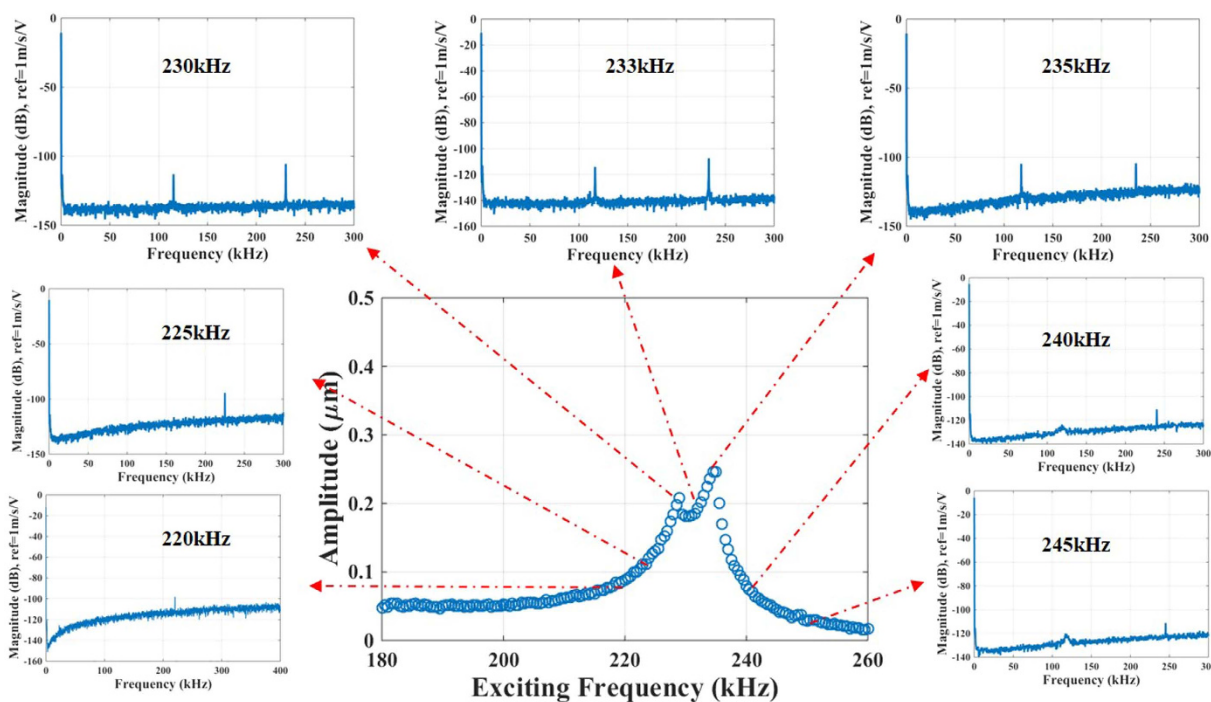 0
-50
-100
-150
Magnitude (dB), ref=1m/s/V
230kHz
0 50 100 150 200 250 300
Frequency (kHz)
0
-20
-40
-60
-80
-100
-120
-140
-160
Magnitude (dB), ref=1m/s/V
233kHz
0 50 100 150 200 250 300
Frequency (kHz)
0
-50
-100
-150
Magnitude (dB), ref=1m/s/V
235kHz
0 50 100 150 200 250 300
Frequency (kHz)
0
-50
-100
-150
Magnitude (dB), ref=1m/s/V
225kHz
0 50 100 150 200 250 300
Frequency (kHz)
0.5
0.4
0.3
0.2
0.1
0
Amplitude (μm)
180 200 220 240 260
Exciting Frequency (kHz)
0
-20
-40
-60
-80
-100
-120
-140
Magnitude (dB), ref=1m/s/V
240kHz
0 50 100 150 200 250 300
Frequency (kHz)
0
-20
-40
-60
-80
-100
-120
-140
-160
Magnitude (dB), ref=1m/s/V
220kHz
0 100 200 300 400
Frequency (kHz)
0
-20
-40
-60
-80
-100
-120
-140
Magnitude (dB), ref=1m/s/V
245kHz
0 50 100 150 200 250 300
Frequency (kHz)